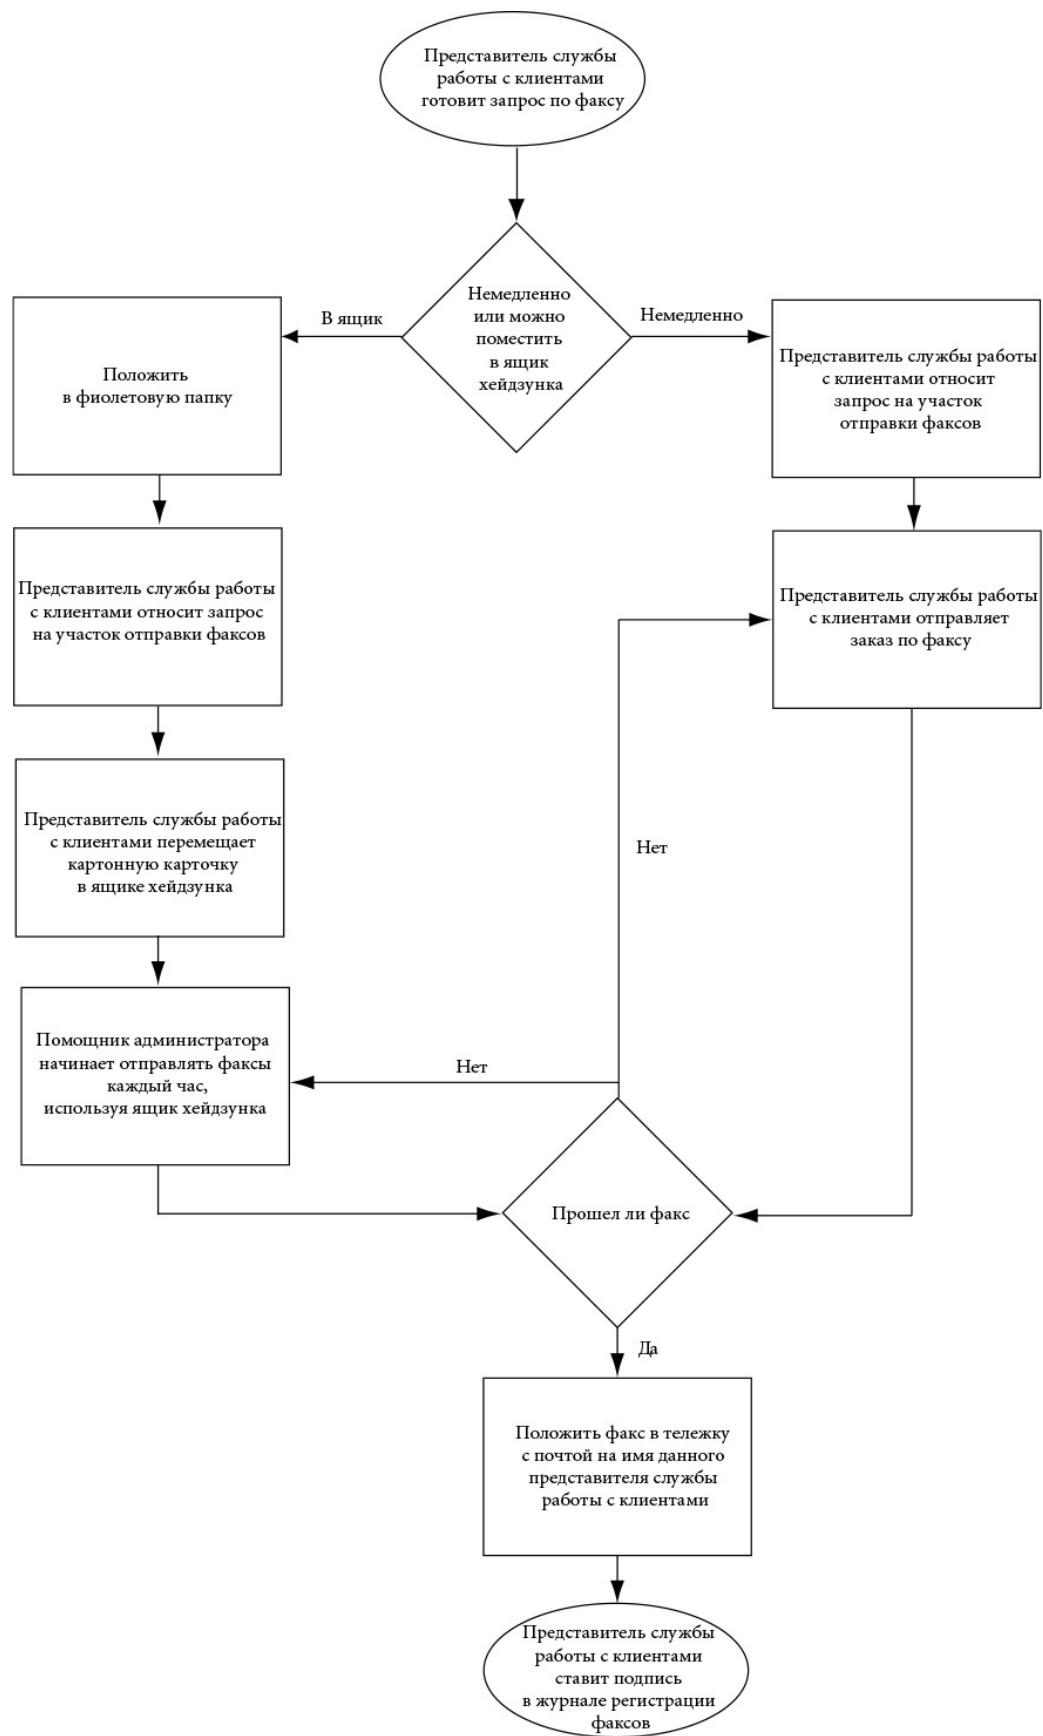 Представитель службы
работы с клиентами
готовит запрос по факсу
Немедленно
или можно
поместить
в ящик
хейдзунка
В ящик
Немедленно
Положить
в фиолетовую папку
Представитель службы работы
с клиентами относит
запрос на участок
отправки факсов
Представитель службы работы
с клиентами относит запрос
на участок отправки факсов
Представитель службы работы
с клиентами отправляет
заказ по факсу
Представитель службы работы
с клиентами перемещает
картонную карточку
в ящике хейдзунка
Нет
Помощник администратора
начинает отправлять факсы
каждый час,
используя ящик хейдзунка
Нет
Прошел ли факс
Да
Положить факс в тележку
с почтой на имя данного
представителя службы
работы с клиентами
Представитель службы
работы с клиентами
ставит подпись
в журнале регистрации
факсов